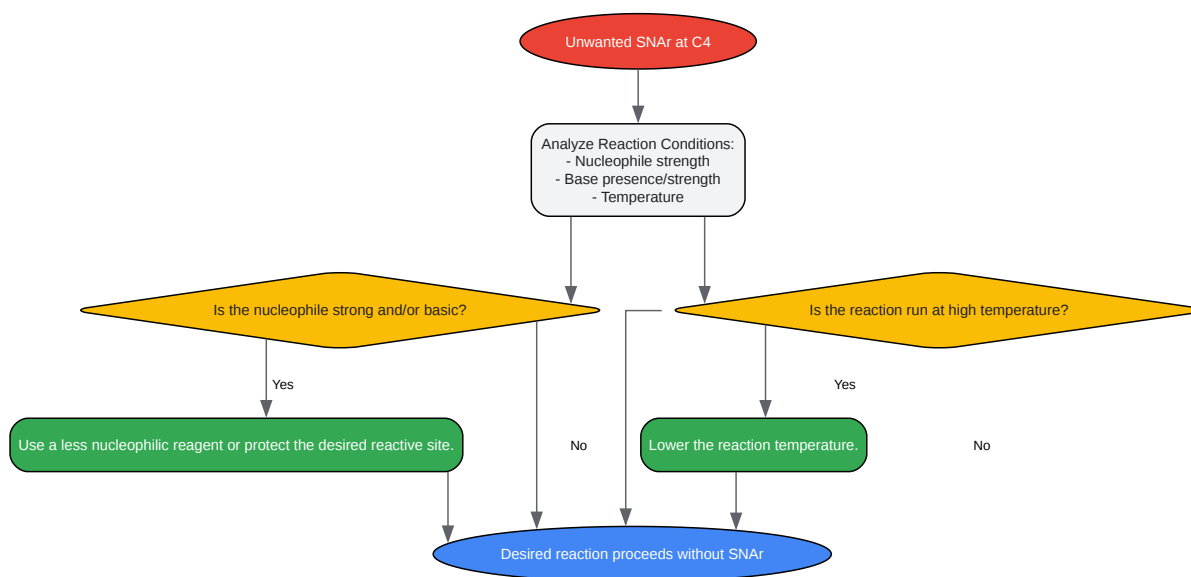 Unwanted SNAr at C4
Analyze Reaction Conditions:
- Nucleophile strength
- Base presence/strength
- Temperature
Is the nucleophile strong and/or basic?
Is the reaction run at high temperature?
Yes
Yes
Use a less nucleophilic reagent or protect the desired reactive site.
No
Lower the reaction temperature.
No
Desired reaction proceeds without SNAr